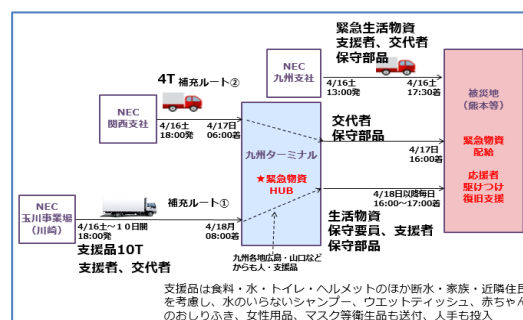 緊急生活物資
支援者、交代者
保守部品
NEC
九州支社
4/16土
13:00発
4/16土
17:30着
4T 補充ルート②
NEC
関西支社
4/16土
18:00発
4/17日
06:00着
九州ターミナル
★緊急物資
HUB
交代者
保守部品
4/17日
16:00着
被災地
(熊本等)
緊急物資
配給
応援者
駆けつけ
復旧支援
NEC
玉川事業場
(川崎)
補充ルート①
4/16土~10日間
18:00発
4/18月
08:00着
支援品10T
支援者、交代者
4/18日以降毎日
16:00~17:00着
生活物資
保守要員、支援者
保守部品
九州各地広島・山口など
からも人・支援品
支援品は食料・水・トイレ・ヘルメットのほか断水・家族・近隣住民
を考慮し、水のいらないシャンプー、ウエットティッシュ、赤ちゃん
のおしりふき、女性用品、マスク等衛生品も送付、人手も投入